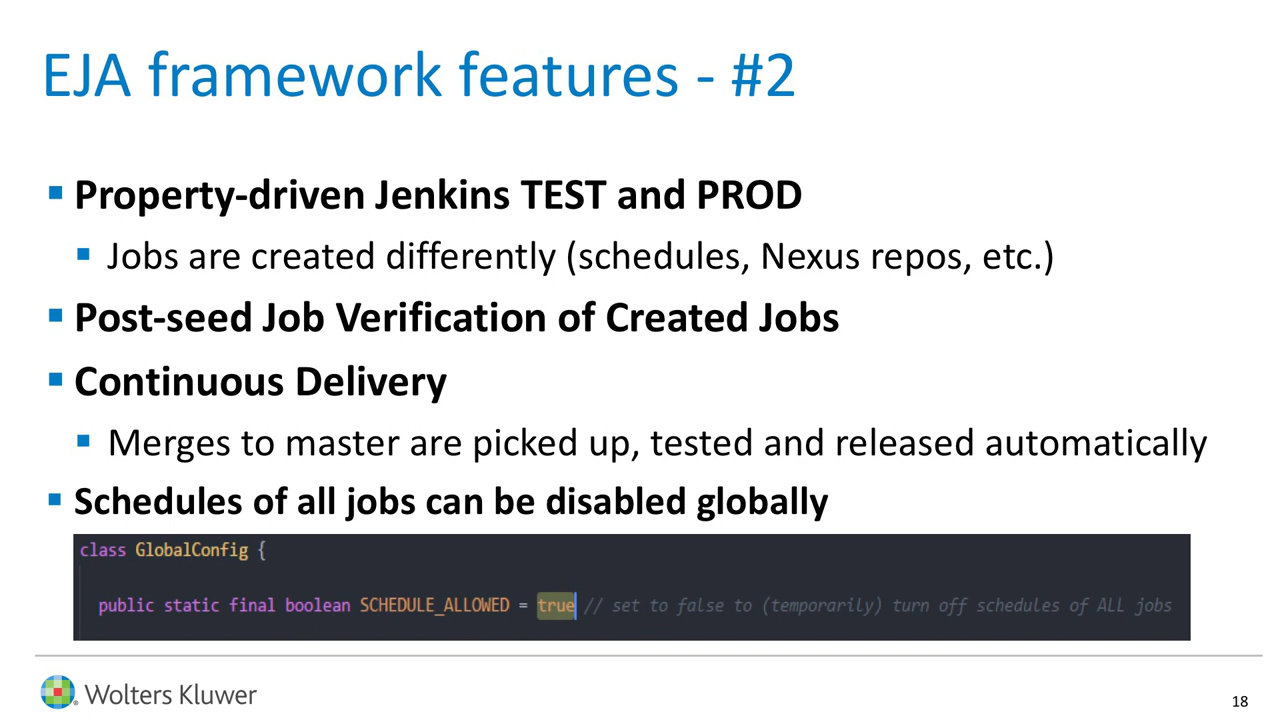 EJA framework features - #2
▪ Property-driven Jenkins TEST and PROD
▪ Jobs are created differently (schedules, Nexus repos, etc.)
▪ Post-seed Job Verification of Created Jobs
▪ Continuous Delivery
▪ Merges to master are picked up, tested and released automatically
▪ Schedules of all jobs can be disabled globally
class GlobalConfig {
public static final boolean SCHEDULE_ALLOWED = true // set to false to (temporarily) turn off schedules of ALL jobs
Wolters Kluwer
18